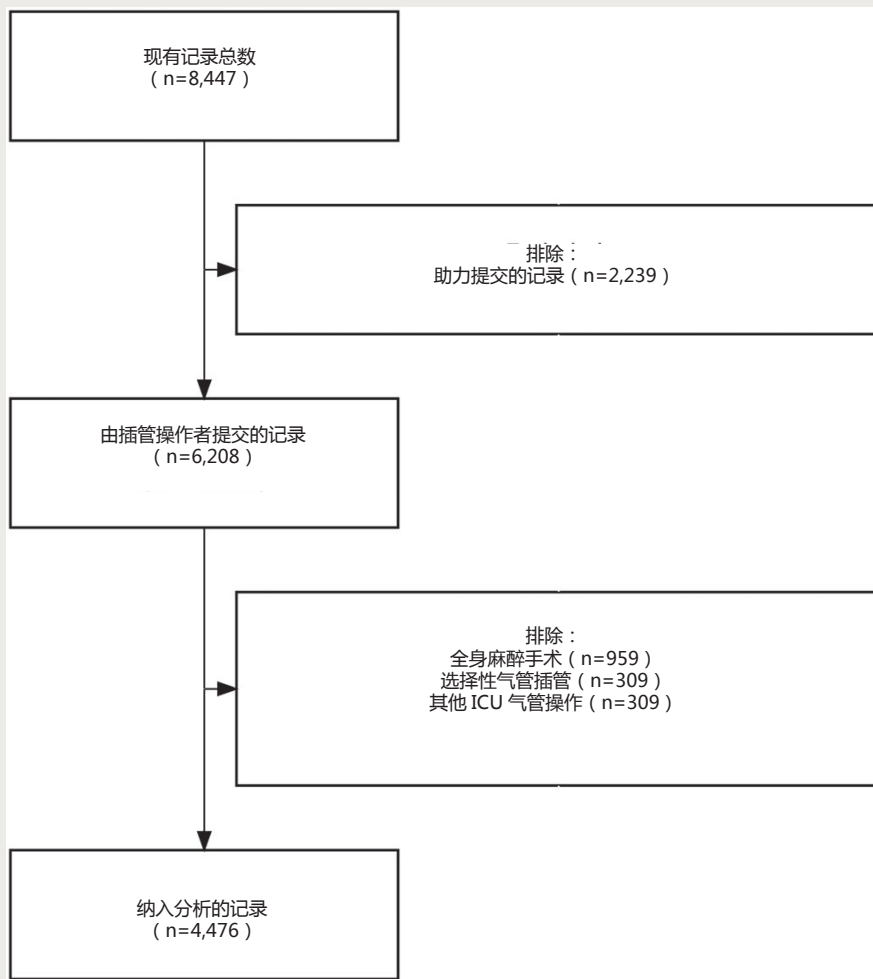 现有记录总数
（n=8,447）
排除：
助力提交的记录（n=2,239）
由插管操作者提交的记录
（n=6,208）
排除：
全身麻醉手术（n=959）
选择性气管插管（n=309）
其他 ICU 气管操作（n=309）
纳入分析的记录
（n=4,476）